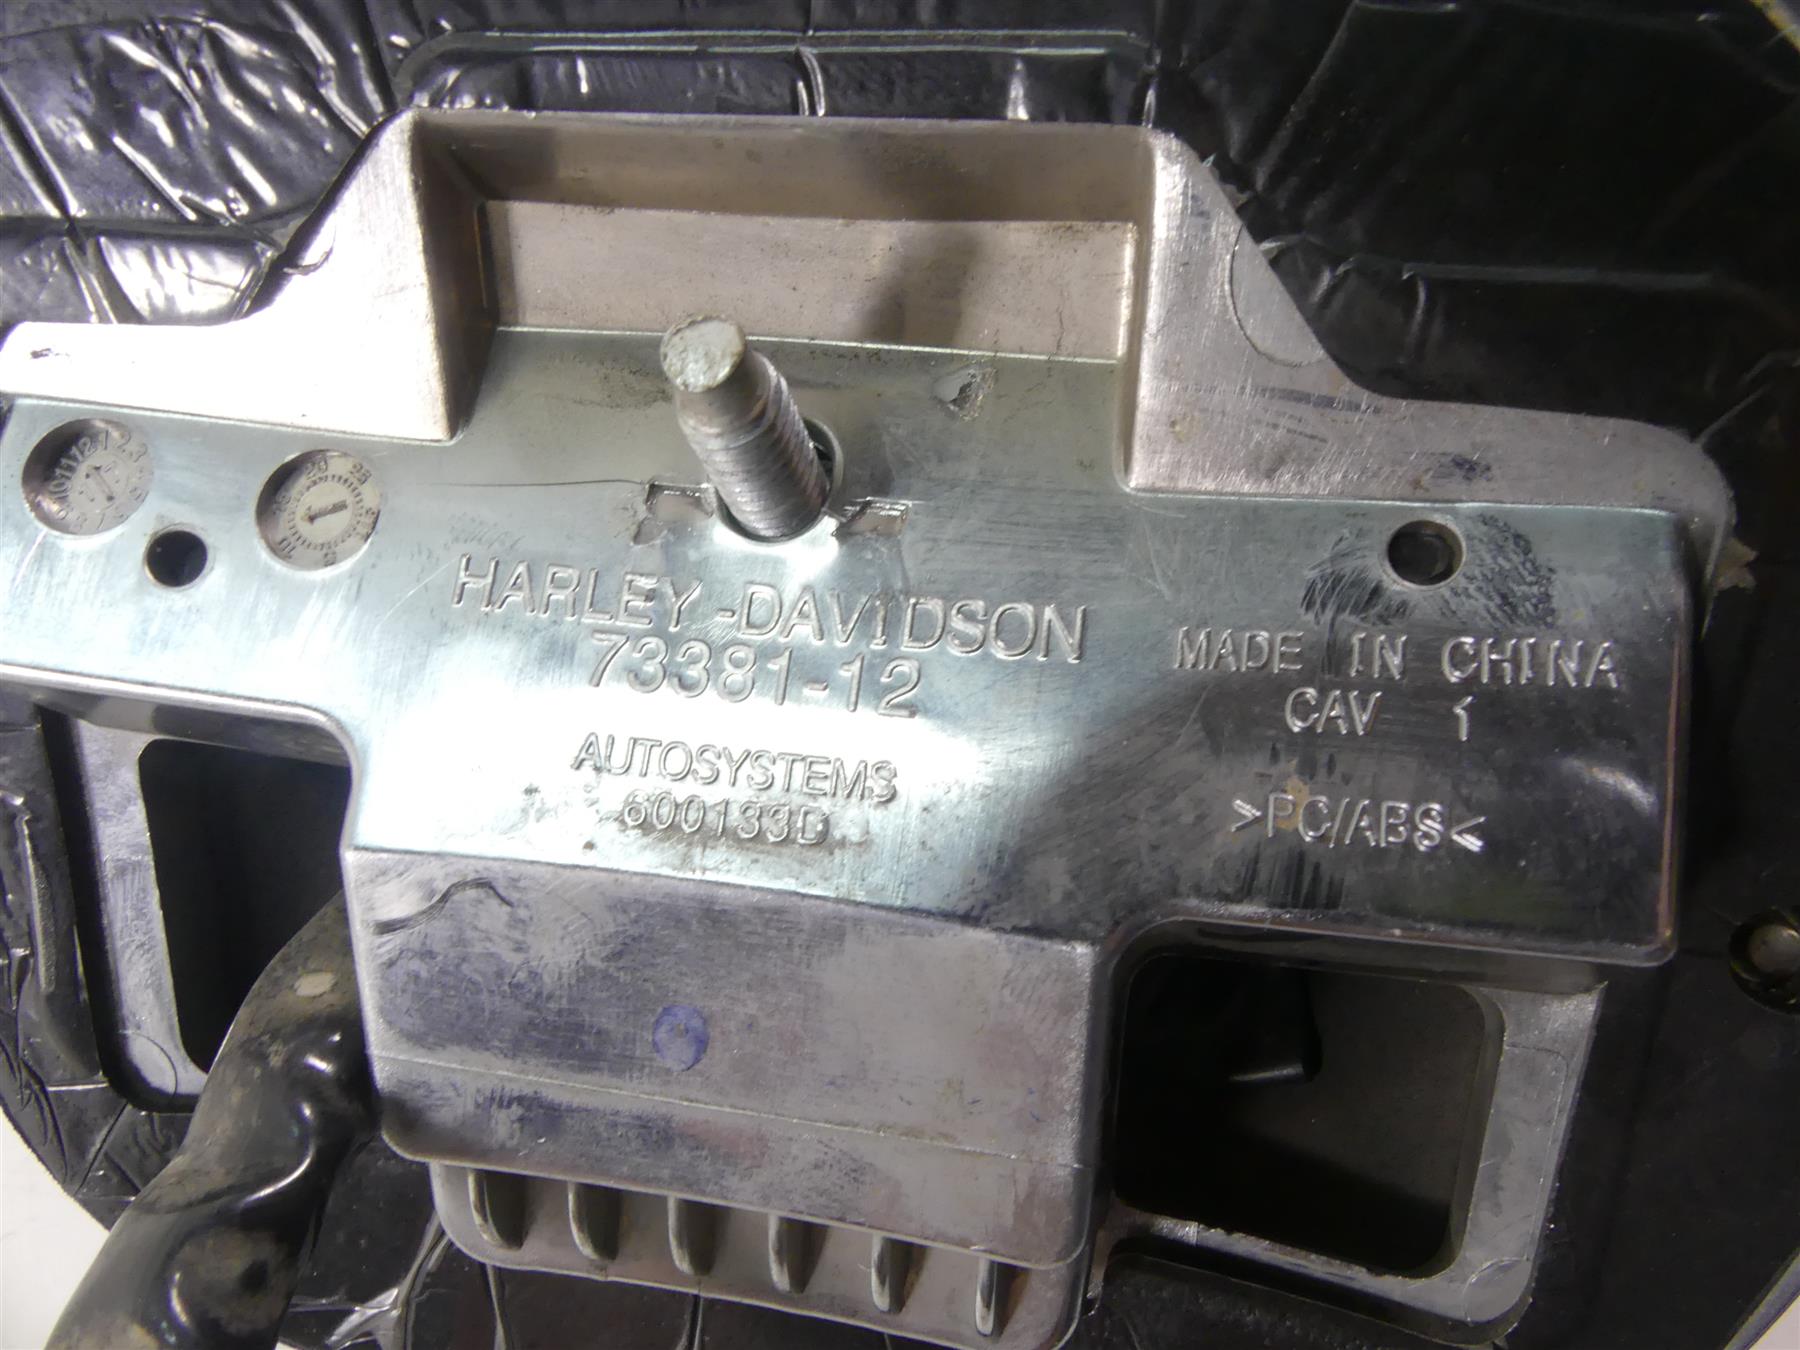 HARLEY-DAVIDSON
73381-12
AUTOSYSTEMS
600133D
MADE IN CHINA
CAV 1
>PC/ABS<